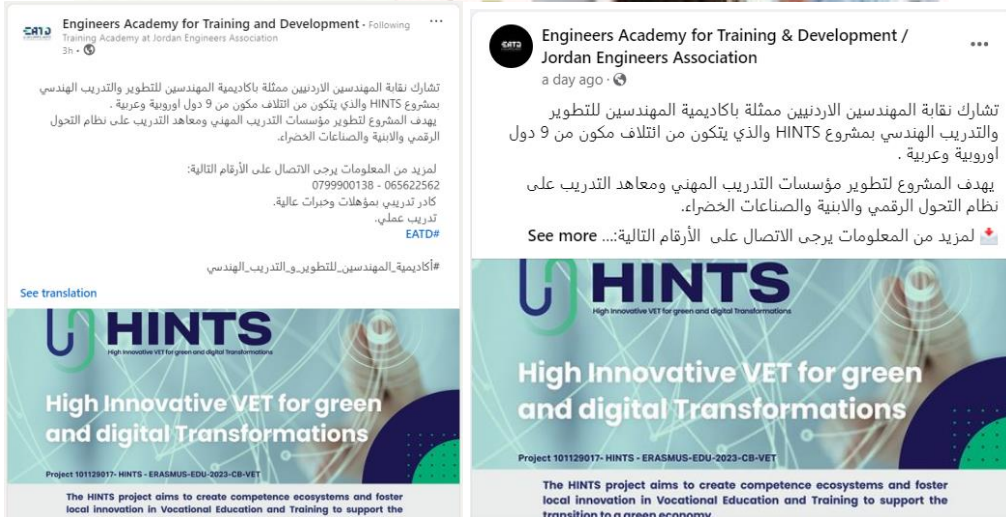 Engineers Academy for Training and Development · Following
Training Academy at Jordan Engineers Association
3h ·
تشارك نقابة المهندسين الاردنيين ممثلة باكاديمية المهندسين للتطوير والتدريب الهندسي
بمشروع HINTS والذي يتكون من ائتلاف مكون من 9 دول اوروبية وعربية .
يهدف المشروع لتطوير مؤسسات التدريب المهني ومعاهد التدريب على نظام التحول
الرقمي والابنية والصناعات الخضراء.
لمزيد من المعلومات يرجى الاتصال على الأرقام التالية:
0799900138 - 065622562
كادر تدريبي بمؤهلات وخبرات عالية.
تدريب عملي.
EATD#
#أكاديمية_المهندسين_للتطوير_و_التدريب_الهندسي
See translation
HINTS
High Innovative VET for green and digital Transformations
High Innovative VET for green
and digital Transformations
Project 101129017- HINTS - ERASMUS-EDU-2023-CB-VET
The HINTS project aims to create competence ecosystems and foster
local innovation in Vocational Education and Training to support the
EATD
Engineers Academy for Training & Development /
Jordan Engineers Association
a day ago ·
تشارك نقابة المهندسين الاردنيين ممثلة باكاديمية المهندسين للتطوير
والتدريب الهندسي بمشروع HINTS والذي يتكون من ائتلاف مكون من 9 دول
اوروبية وعربية .
يهدف المشروع لتطوير مؤسسات التدريب المهني ومعاهد التدريب على
نظام التحول الرقمي والابنية والصناعات الخضراء.
📩 لمزيد من المعلومات يرجى الاتصال على الأرقام التالية:... See more
HINTS
High Innovative VET for green and digital Transformations
High Innovative VET for green
and digital Transformations
Project 101129017- HINTS - ERASMUS-EDU-2023-CB-VET
The HINTS project aims to create competence ecosystems and foster
local innovation in Vocational Education and Training to support the
transition to a green economy